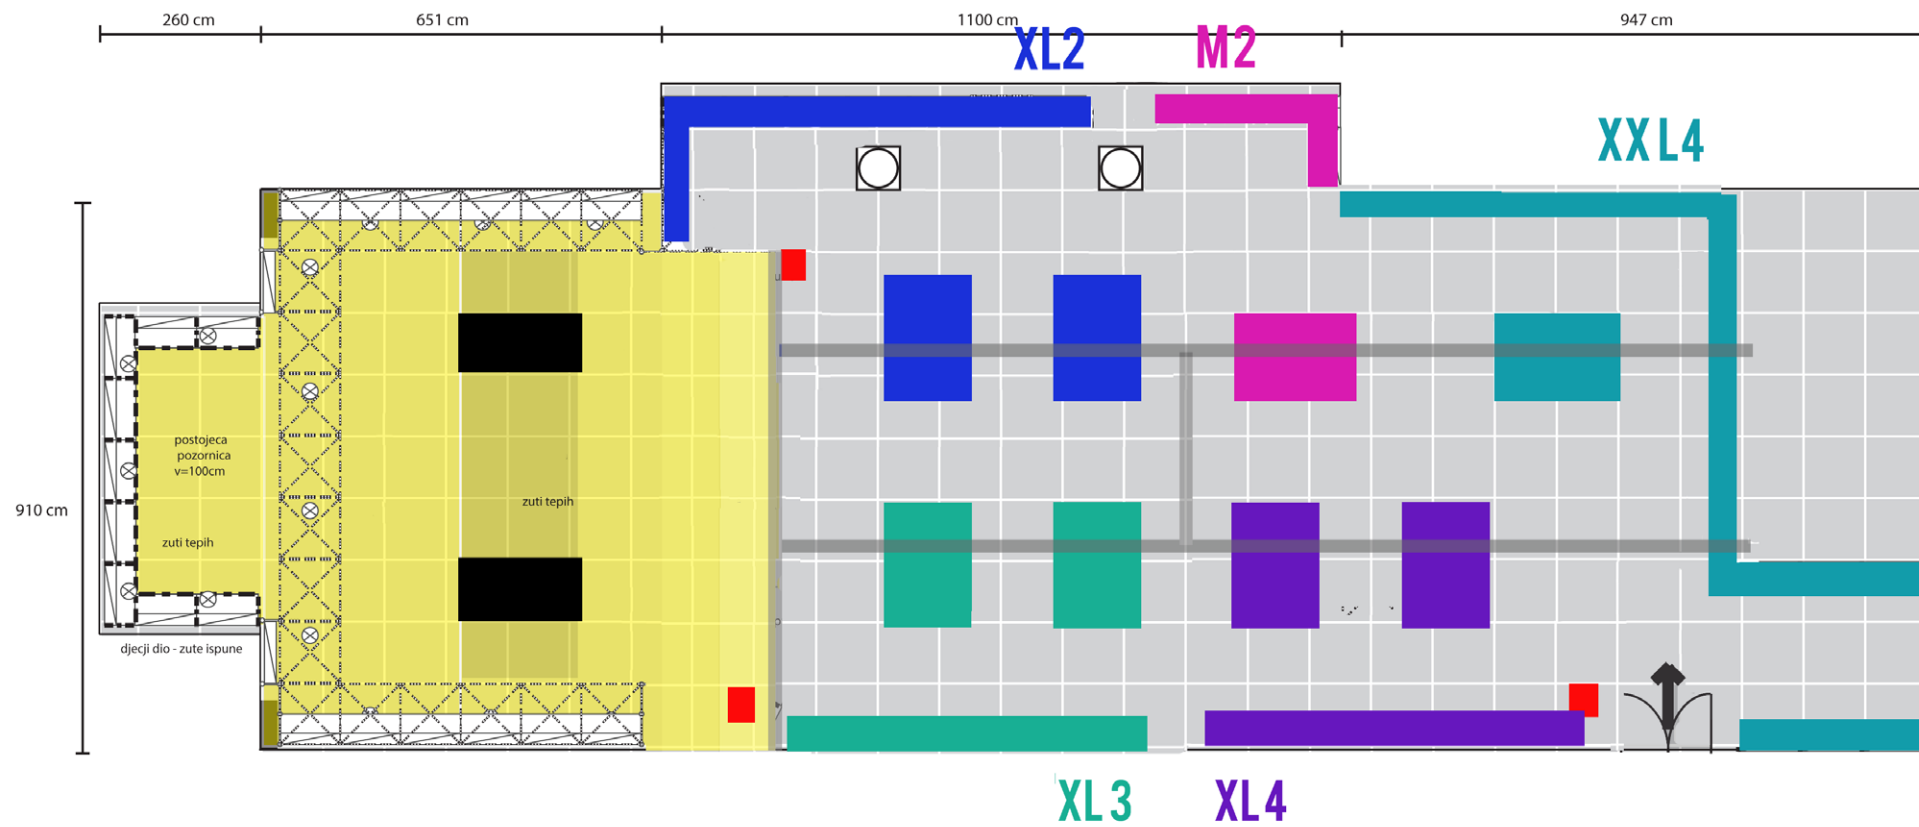 260 cm
651 cm
1100 cm
947 cm
XL2
M2
XXL4
910 cm
postojeca
pozornica
v=100cm
zuti tepih
zuti tepih
djecji dio - zute ispune
XL3
XL4